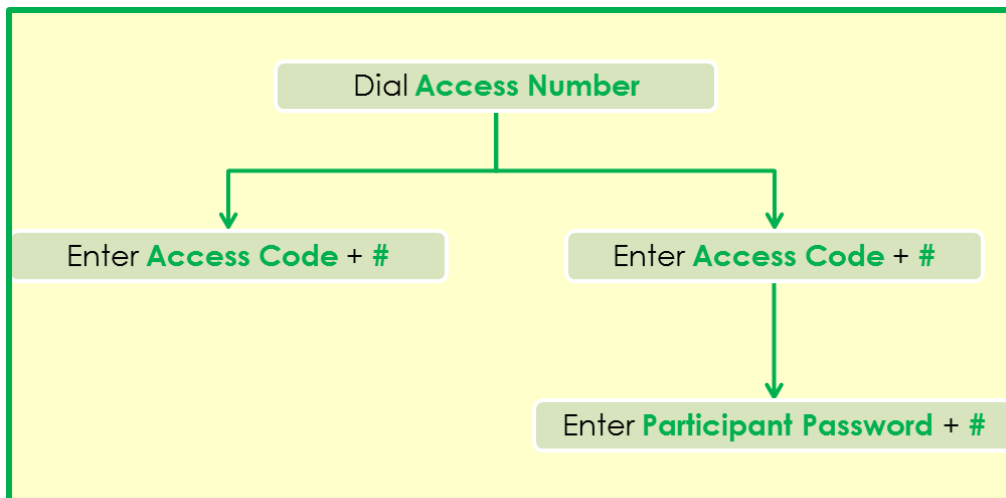 Dial Access Number
Enter Access Code + #
Enter Access Code + #
Enter Participant Password + #